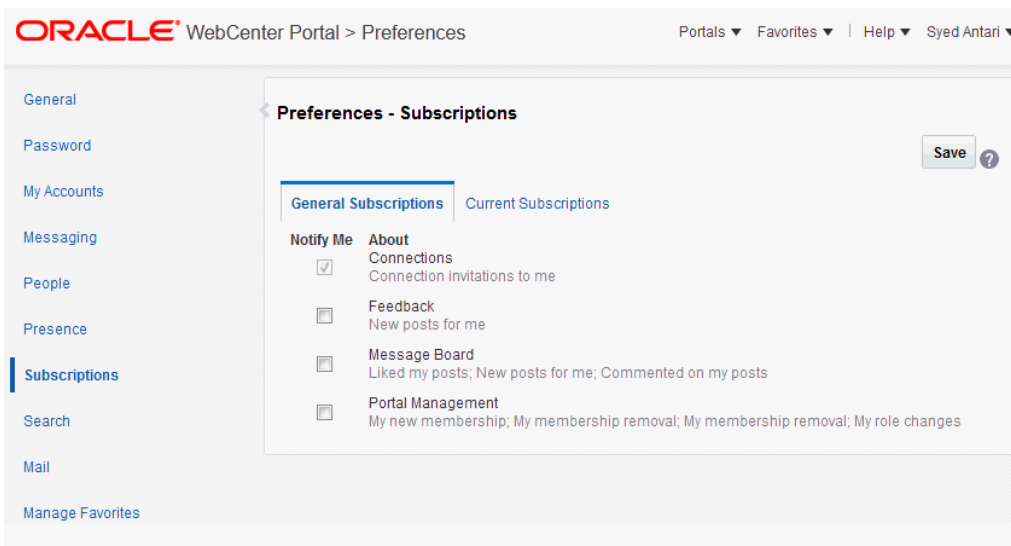 ORACLE® WebCenter Portal > Preferences Portals ▼ Favorites ▼ | Help ▼ Syed Antari ▼
General
Preferences - Subscriptions
Password
Save ?
My Accounts
General Subscriptions Current Subscriptions
Messaging
Notify Me About
Connections
Connection invitations to me
People
Feedback
New posts for me
Presence
Message Board
Liked my posts; New posts for me; Commented on my posts
Subscriptions
Portal Management
My new membership; My membership removal; My membership removal; My role changes
Search
Mail
Manage Favorites